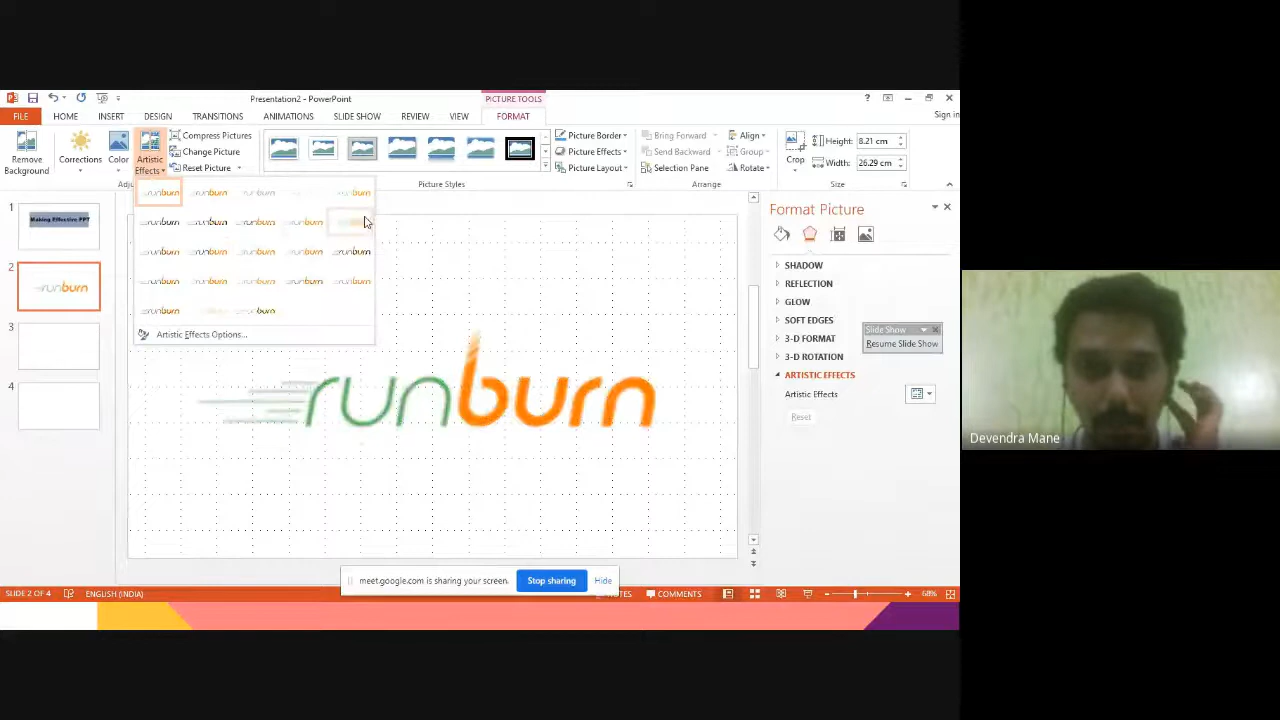 Presentation2 - PowerPoint
PICTURE TOOLS
Sign in
FILE
HOME
INSERT
DESIGN
TRANSITIONS
ANIMATIONS
SLIDE SHOW
REVIEW
VIEW
FORMAT
Remove Background
Corrections
Color
Artistic Effects
Compress Pictures
Change Picture
Reset Picture
Picture Border
Picture Effects
Picture Layout
Bring Forward
Send Backward
Selection Pane
Align
Group
Rotate
Crop
Height: 8.21 cm
Width: 26.29 cm
Picture Styles
Arrange
Size
Artistic Effects Options...
1
Making Effective PPT
2
runburn
3
4
runburn
Format Picture
SHADOW
REFLECTION
GLOW
SOFT EDGES
3-D FORMAT
3-D ROTATION
ARTISTIC EFFECTS
Artistic Effects
Reset
Slide Show
Resume Slide Show
meet.google.com is sharing your screen.
Stop sharing
Hide
SLIDE 2 OF 4
ENGLISH (INDIA)
COMMENTS
68%
Devendra Mane